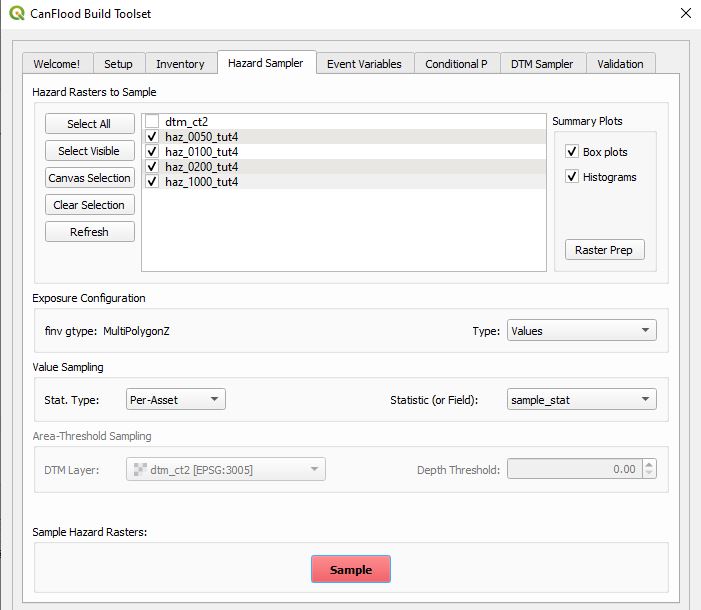 CanFlood Build Toolset
Welcome! Setup Inventory Hazard Sampler Event Variables Conditional P DTM Sampler Validation
Hazard Rasters to Sample
Select All
Select Visible
Canvas Selection
Clear Selection
Refresh
dtm_ct2
haz_0050_tut4
haz_0100_tut4
haz_0200_tut4
haz_1000_tut4
Summary Plots
Box plots
Histograms
Raster Prep
Exposure Configuration
finv gtype: MultiPolygonZ Type: Values
Value Sampling
Stat. Type: Per-Asset Statistic (or Field): sample_stat
Area-Threshold Sampling
DTM Layer: dtm_ct2 [EPSG:3005] Depth Threshold: 0.00
Sample Hazard Rasters:
Sample